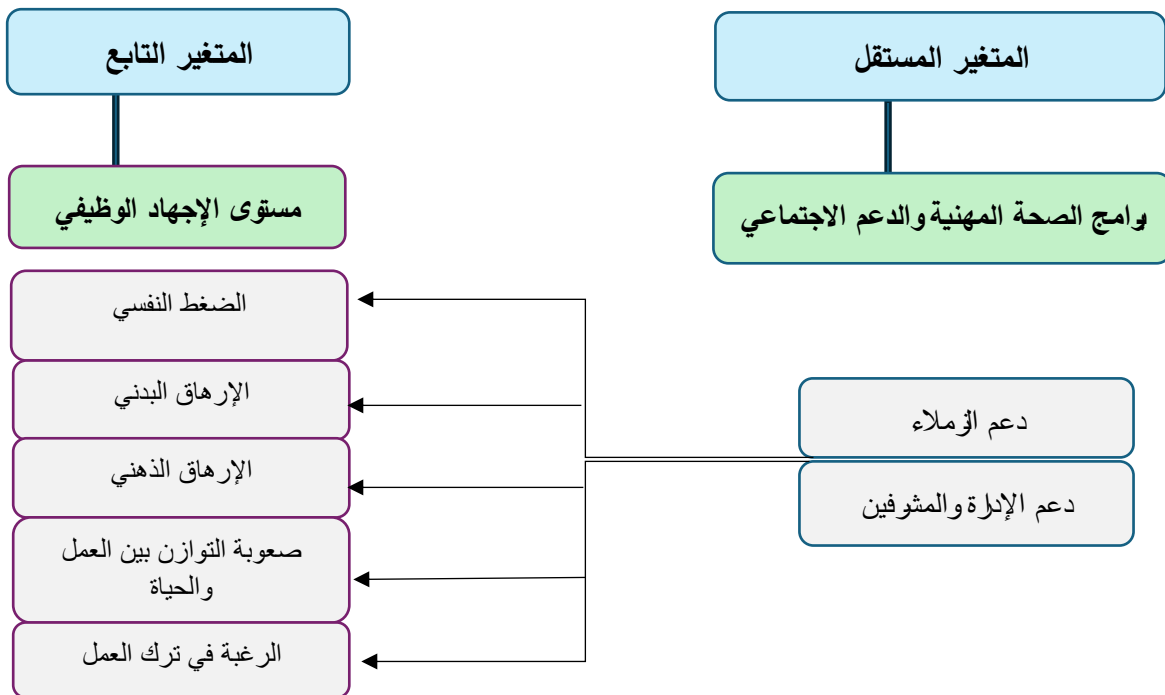 المتغير المستقل
المتغير التابع
برامج الصحة المهنية والدعم الاجتماعي
مستوى الإجهاد الوظيفي
دعم الزملاء
دعم الإدارة والمشرفين
الضغط النفسي
الإرهاق البدني
الإرهاق الذهني
صعوبة التوازن بين العمل
والحياة
الرغبة في ترك العمل